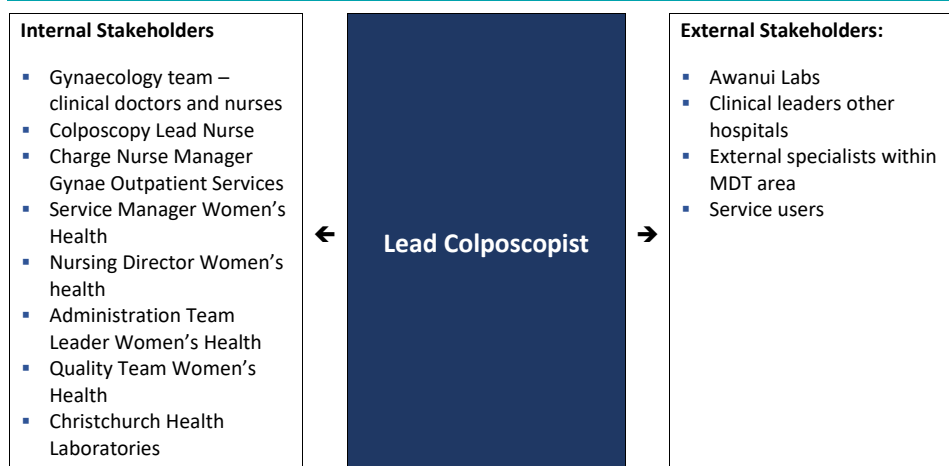 Internal Stakeholders
▪ Gynaecology team –
clinical doctors and nurses
▪ Colposcopy Lead Nurse
▪ Charge Nurse Manager
Gynae Outpatient Services
▪ Service Manager Women’s
Health
▪ Nursing Director Women’s
health
▪ Administration Team
Leader Women’s Health
▪ Quality Team Women’s
Health
▪ Christchurch Health
Laboratories
🡨
Lead Colposcopist
🡪
External Stakeholders:
▪ Awanui Labs
▪ Clinical leaders other
hospitals
▪ External specialists within
MDT area
▪ Service users